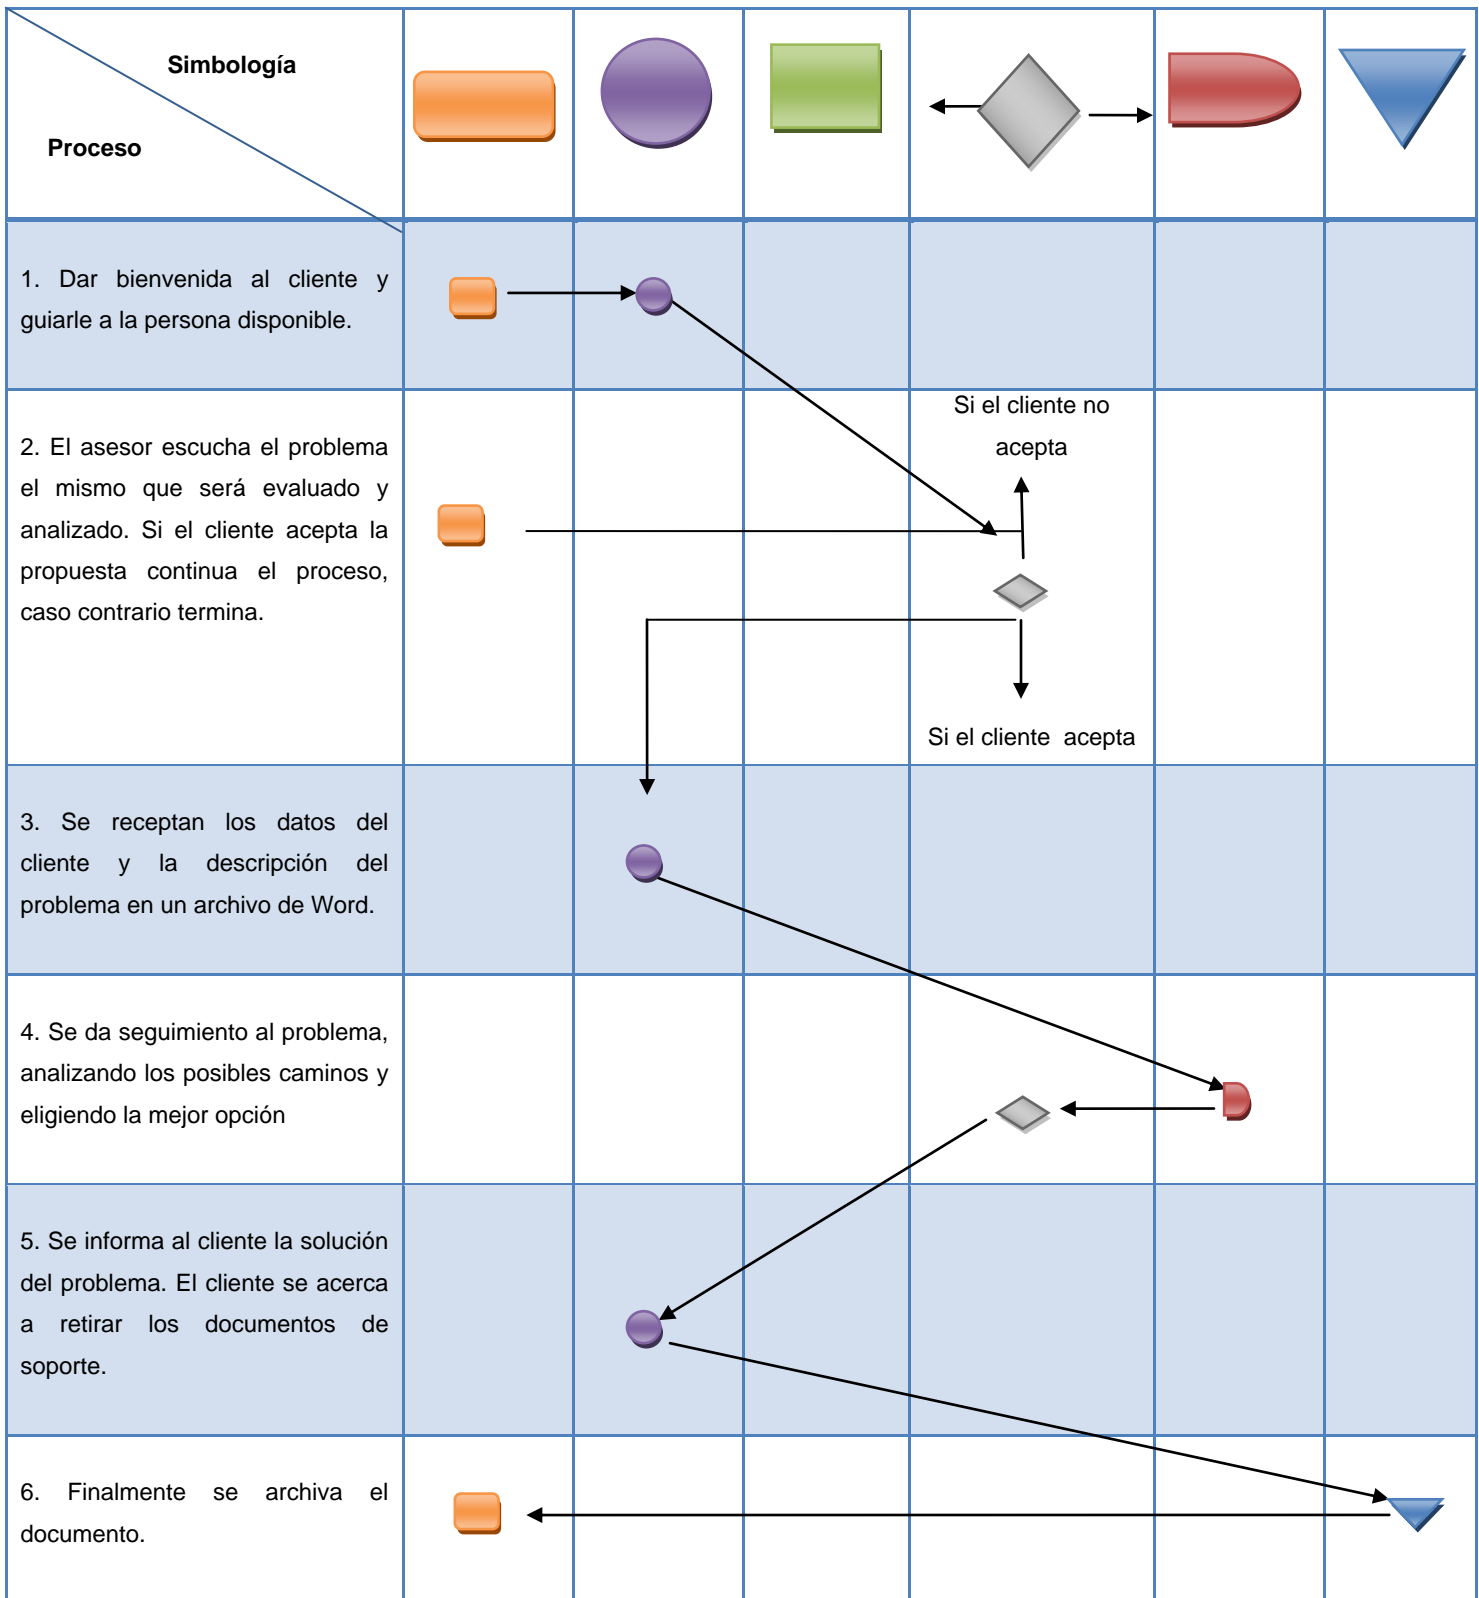 Simbología
Proceso
1. Dar bienvenida al cliente y
guiarle a la persona disponible.
2. El asesor escucha el problema
el mismo que será evaluado y
analizado. Si el cliente acepta la
propuesta continua el proceso,
caso contrario termina.
Si el cliente no
acepta
Si el cliente acepta
3. Se receptan los datos del
cliente y la descripción del
problema en un archivo de Word.
4. Se da seguimiento al problema,
analizando los posibles caminos y
eligiendo la mejor opción
5. Se informa al cliente la solución
del problema. El cliente se acerca
a retirar los documentos de
soporte.
6. Finalmente se archiva el
documento.